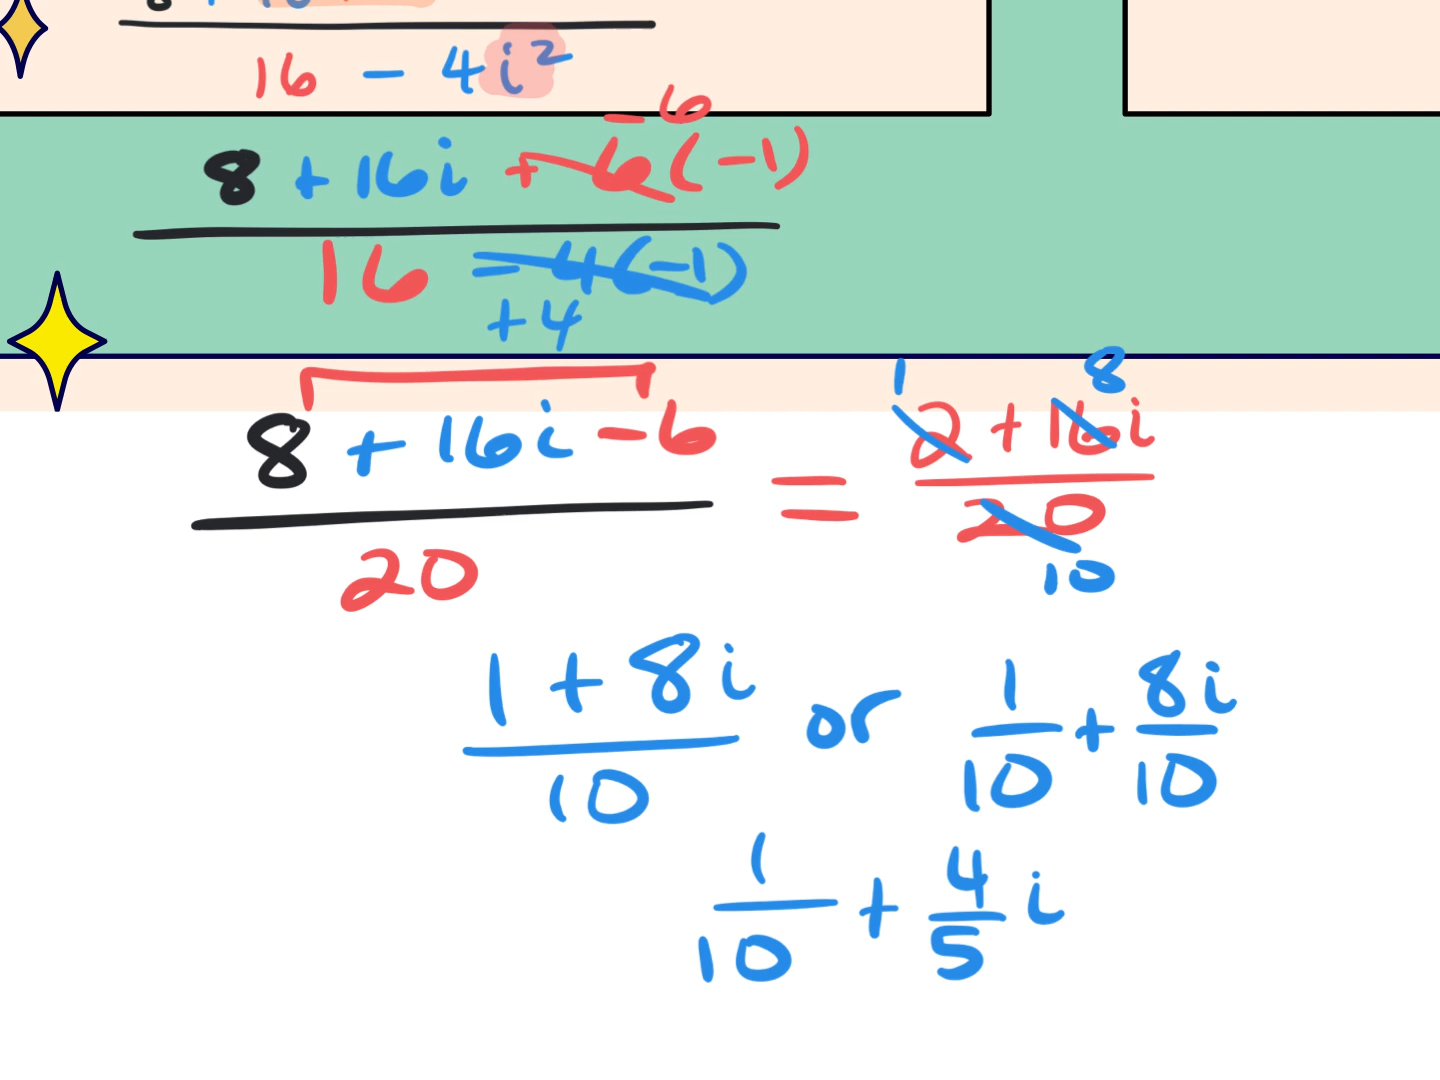 16 - 4i²
-6
8 + 16i + 6(-1)
16 - 4(-1)
+4
1 8
8 + 16i - 6 = 2 + 16i
20 20
10
1 + 8i or 1 + 8i
10 10 10
1 + 4 i
10 5